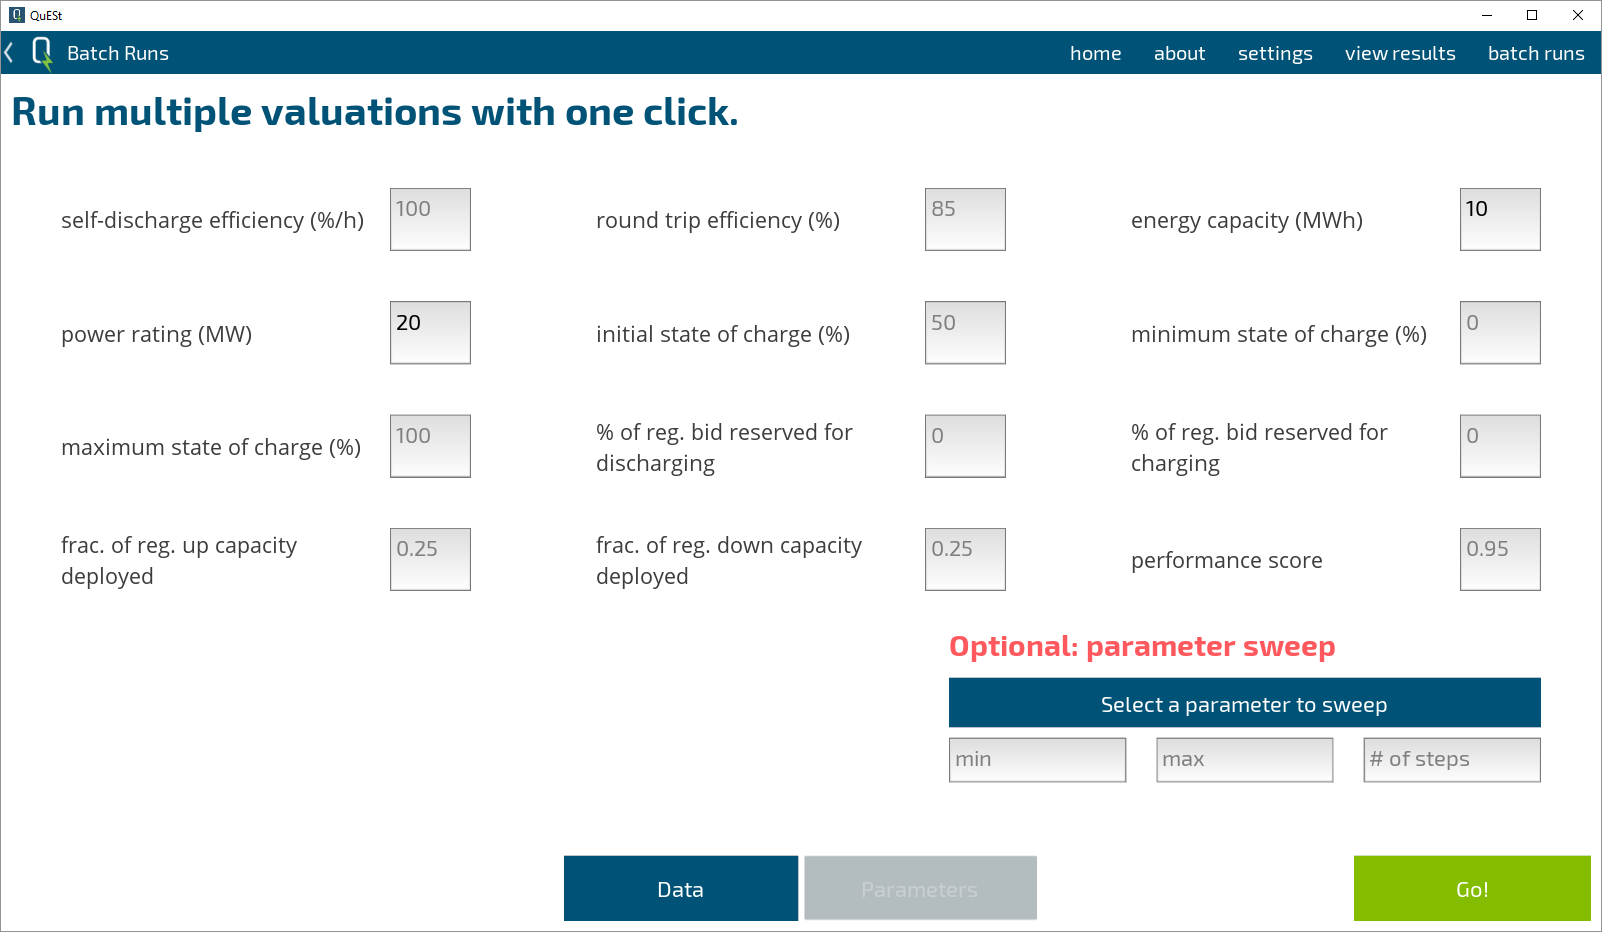 QuESt
Batch Runs
home about settings view results batch runs
Run multiple valuations with one click.
self-discharge efficiency (%/h) 100 round trip efficiency (%) 85 energy capacity (MWh) 10
power rating (MW) 20 initial state of charge (%) 50 minimum state of charge (%) 0
maximum state of charge (%) 100
% of reg. bid reserved for
discharging
0
% of reg. bid reserved for
charging
0
frac. of reg. up capacity
deployed
0.25
frac. of reg. down capacity
deployed
0.25
performance score 0.95
Optional: parameter sweep
Select a parameter to sweep
min max # of steps
Data Parameters Go!